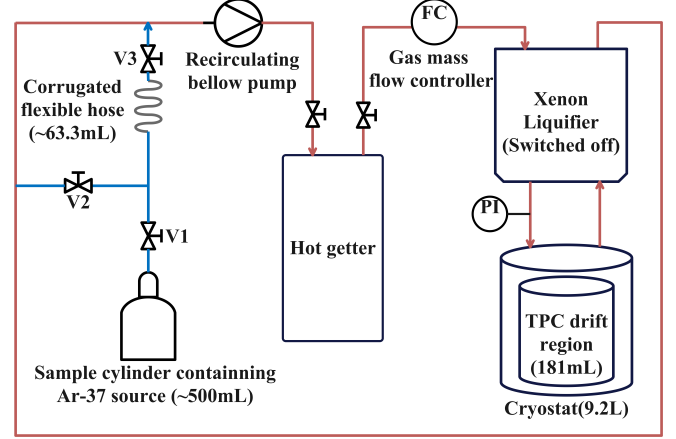 FC
V3
Recirculating
bellow pump
Gas mass
flow controller
Corrugated
flexible hose
(~63.3mL)
Xenon
Liquifier
(Switched off)
V2
V1
PI
Hot getter
TPC drift
region
(181mL)
Sample cylinder containning
Ar-37 source (~500mL)
Cryostat(9.2L)